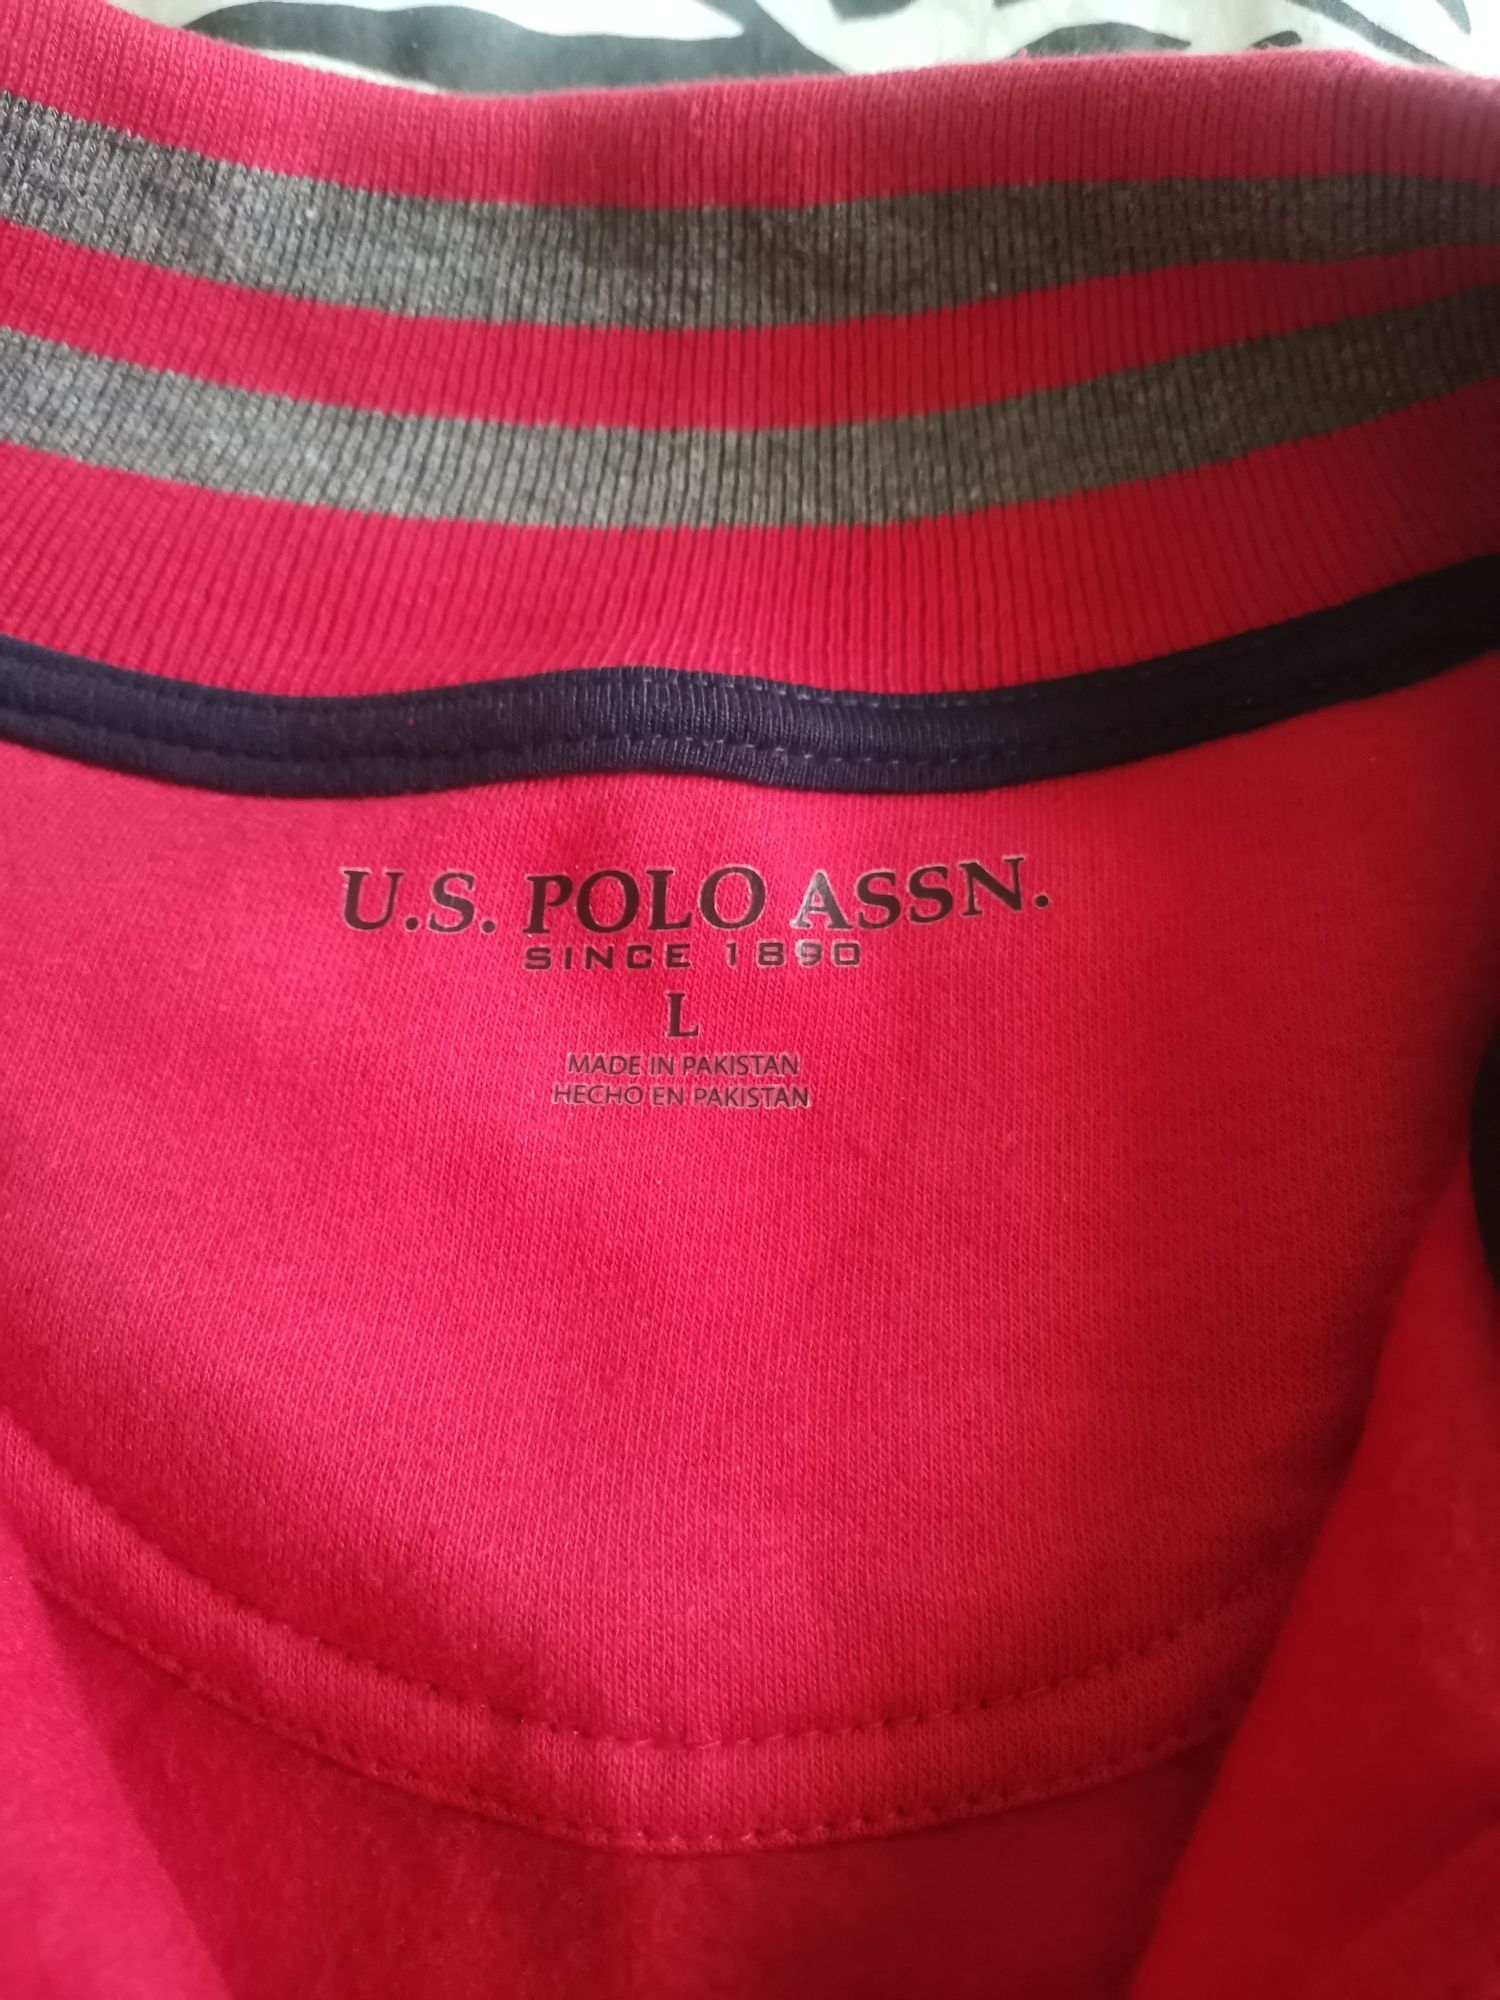 U.S. POLO ASSN.
SINCE 1890
L
MADE IN PAKISTAN
HECHO EN PAKISTAN